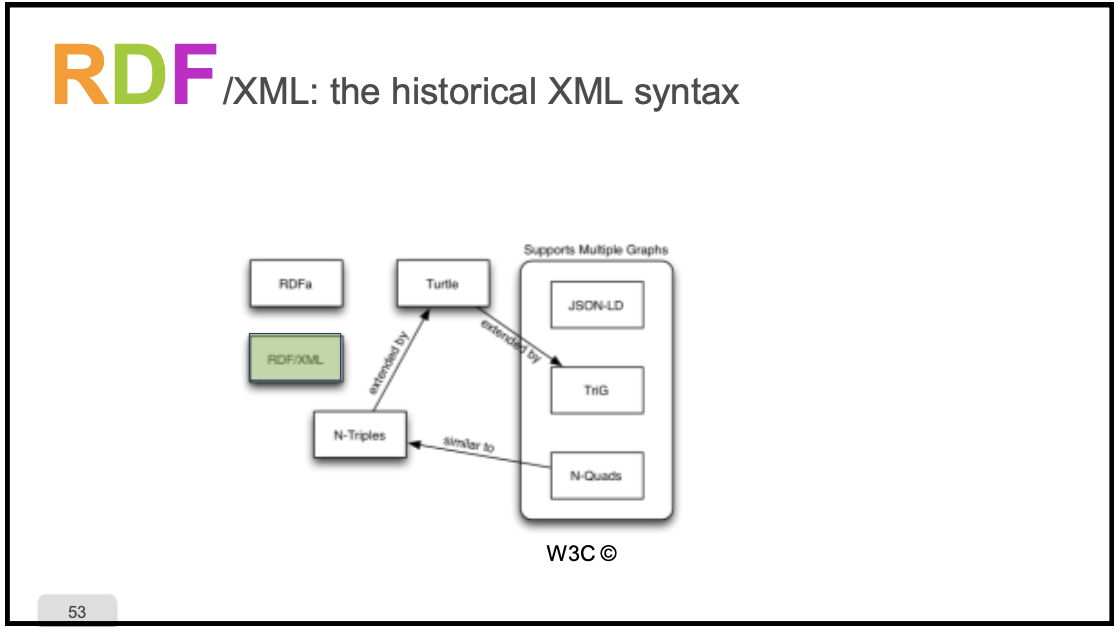 RDF/XML: the historical XML syntax
Supports Multiple Graphs
RDFa
Turtle
JSON-LD
extended by
extended by
RDF/XML
TriG
N-Triples
similar to
N-Quads
W3C ©
53